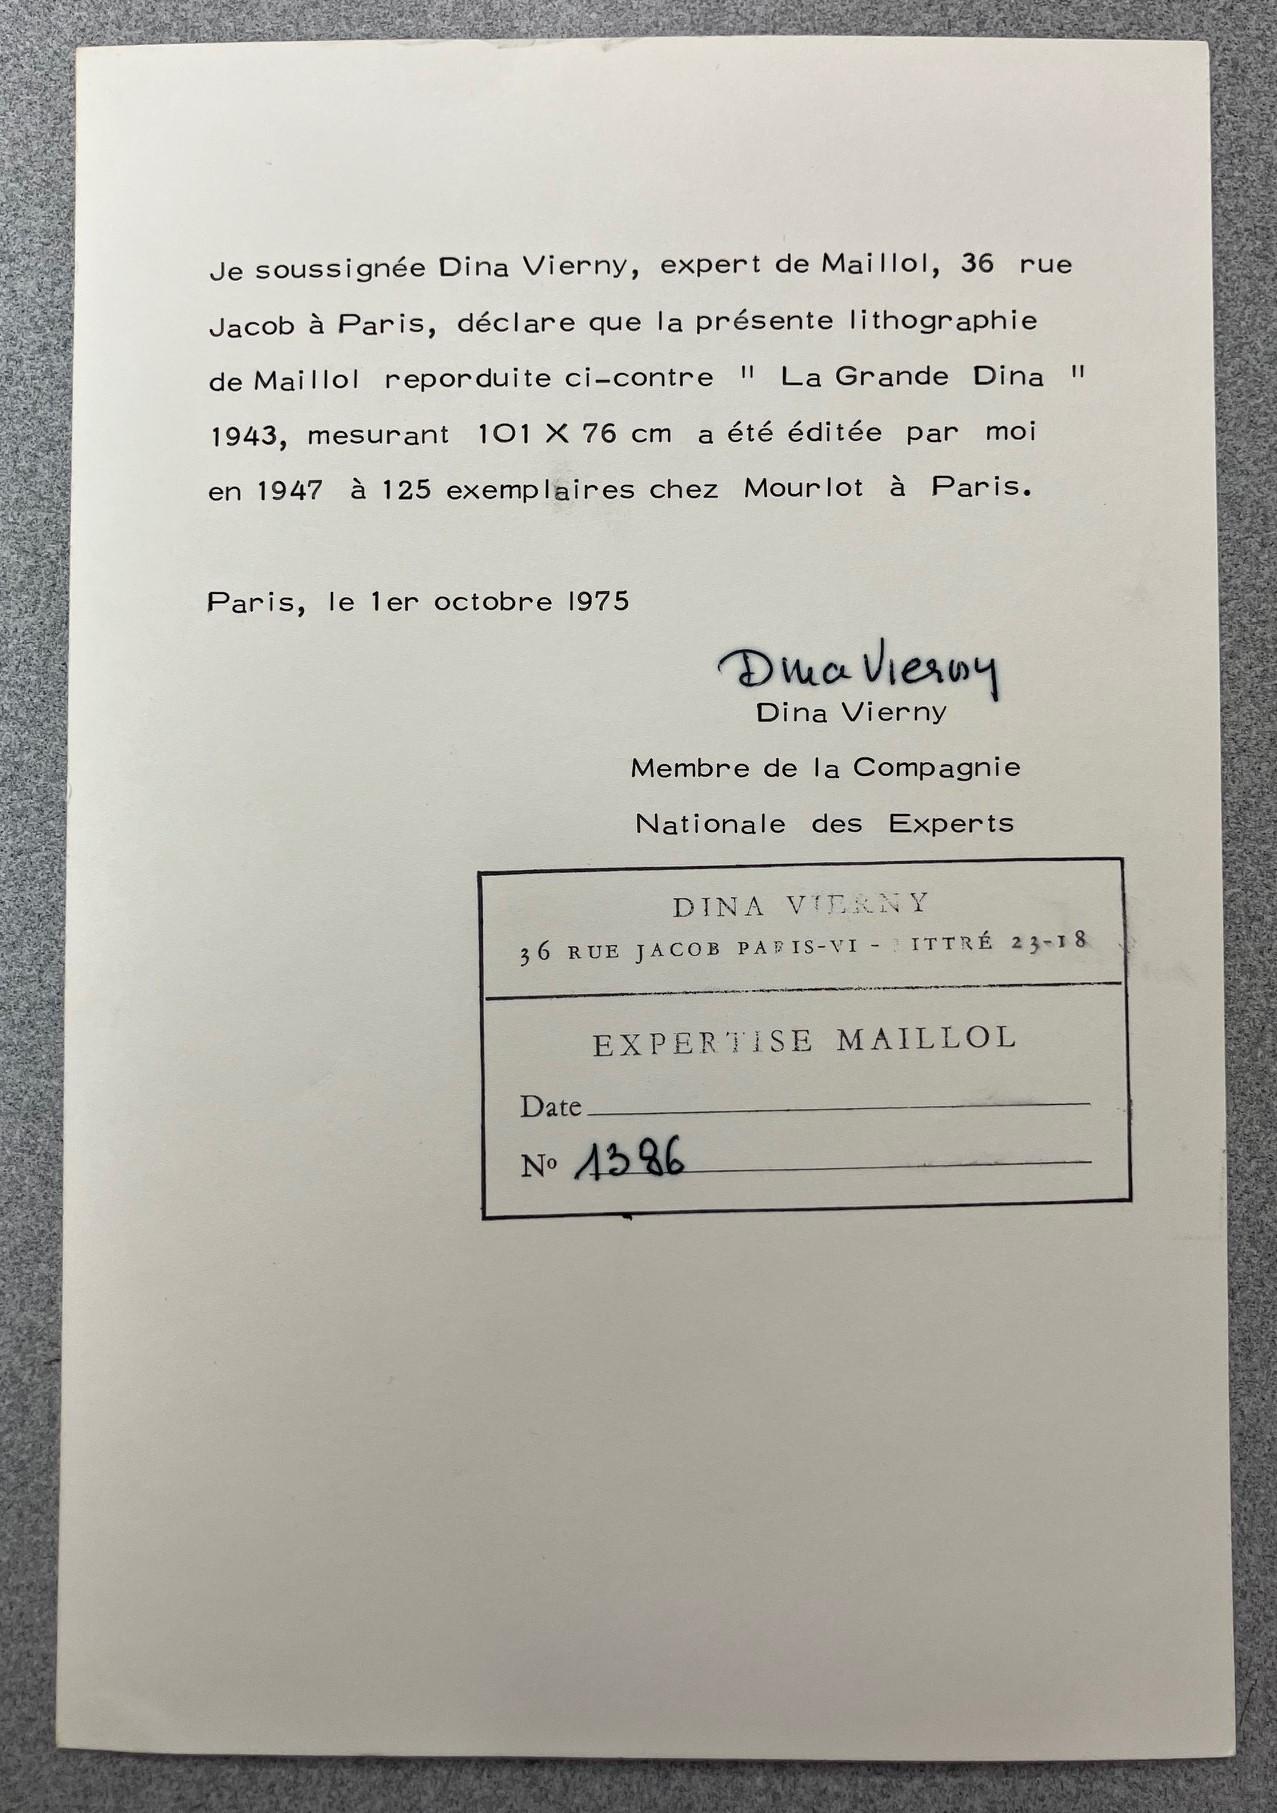 Je soussignée Dina Vierny, expert de Maillol, 36 rue
Jacob à Paris, déclare que la présente lithographie
de Maillol reporduite ci-contre " La Grande Dina "
1943, mesurant 101 X 76 cm a été éditée par moi
en 1947 à 125 exemplaires chez Mourlot à Paris.
Paris, le 1er octobre 1975
Dina Vierny
Dina Vierny
Membre de la Compagnie
Nationale des Experts
DINA VIERNY
36 RUE JACOB PARIS-VI - ITTRÉ 23-18
EXPERTISE MAILLOL
Date
Nº 1386